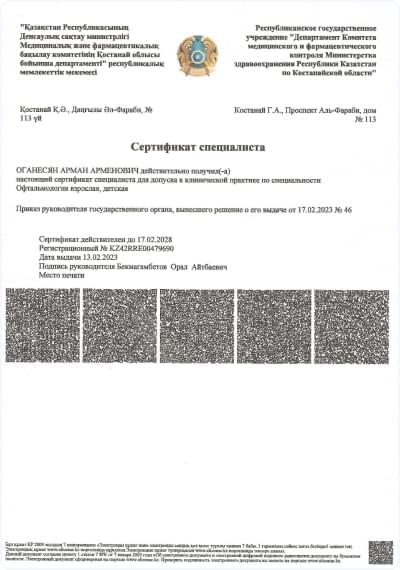 "Қазақстан Республикасының
Денсаулық сақтау министрлігі
Медициналық және фармацевтикалық
бақылау комитетінің Қостанай облысы
бойынша департаменті" республикалық
мемлекеттік мекемесі
Республиканское государственное
учреждение "Департамент Комитета
медицинского и фармацевтического
контроля Министерства
здравоохранения Республики Казахстан
по Костанайской области"
Қостанай Қ.Ә., Даңғылы Әл-Фараби, №
113 үй
Костанай Г.А., Проспект Аль-Фараби, дом
№ 113
Сертификат специалиста
ОГАНЕСЯН АРМАН АРМЕНОВИЧ действительно получил(-а)
настоящий сертификат специалиста для допуска к клинической практике по специальности
Офтальмология взрослая, детская
Приказ руководителя государственного органа, вынесшего решение о его выдаче от 17.02.2023 № 46
Сертификат действителен до 17.02.2028
Регистрационный № KZ42RRE00479690
Дата выдачи 13.02.2023
Подпись руководителя Бекмагамбетов Орал Айтбаевич
Место печати